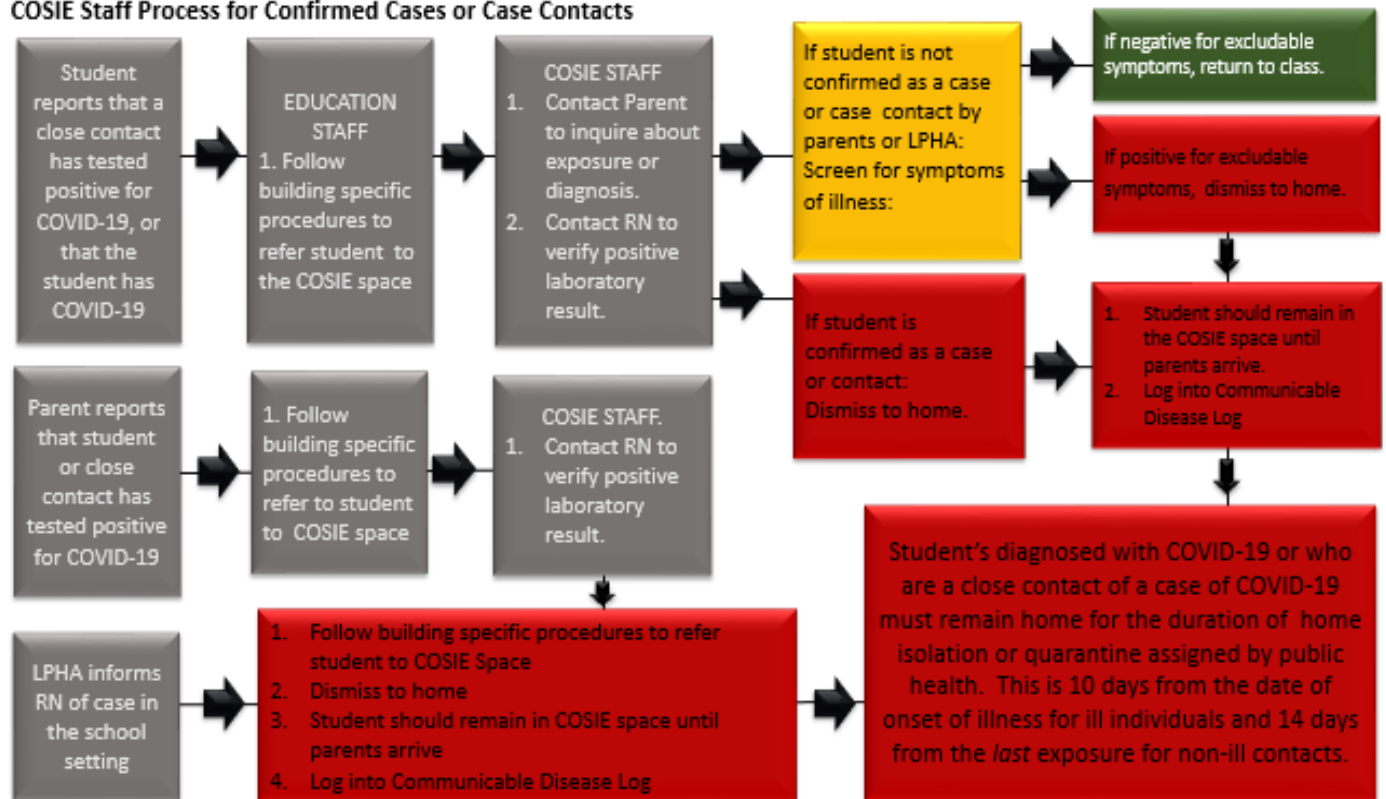 COSIE Staff Process for Confirmed Cases or Case Contacts
Student
reports that a
close contact
has tested
positive for
COVID-19, or
that the
student has
COVID-19
EDUCATION
STAFF
1. Follow
building specific
procedures to
refer student to
the COSIE space
COSIE STAFF
1. Contact Parent
to inquire about
exposure or
diagnosis.
2. Contact RN to
verify positive
laboratory
result.
If student is not
confirmed as a case
or case contact by
parents or LPHA:
Screen for symptoms
of illness:
If negative for excludable
symptoms, return to class.
If positive for excludable
symptoms, dismiss to home.
If student is
confirmed as a case
or contact:
Dismiss to home.
1. Student should remain in
the COSIE space until
parents arrive.
2. Log into Communicable
Disease Log
Parent reports
that student
or close
contact has
tested positive
for COVID-19
1. Follow
building specific
procedures to
refer to student
to COSIE space
COSIE STAFF.
1. Contact RN to
verify positive
laboratory
result.
LPHA informs
RN of case in
the school
setting
1. Follow building specific procedures to refer
student to COSIE Space
2. Dismiss to home
3. Student should remain in COSIE space until
parents arrive
4. Log into Communicable Disease Log
Student's diagnosed with COVID-19 or who
are a close contact of a case of COVID-19
must remain home for the duration of home
isolation or quarantine assigned by public
health. This is 10 days from the date of
onset of illness for ill individuals and 14 days
from the last exposure for non-ill contacts.